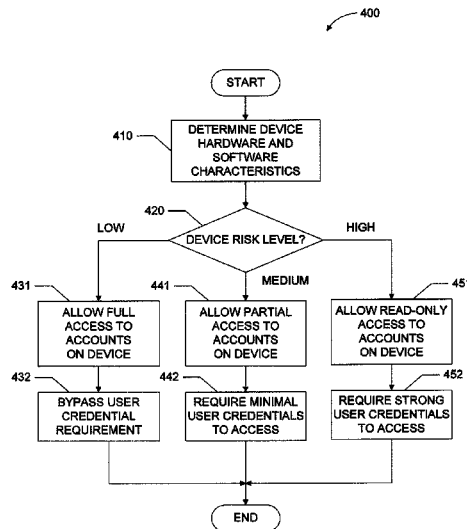 400
START
410
DETERMINE DEVICE
HARDWARE AND
SOFTWARE
CHARACTERISTICS
420
DEVICE RISK LEVEL?
LOW
MEDIUM
HIGH
431
ALLOW FULL
ACCESS TO
ACCOUNTS
ON DEVICE
432
BYPASS USER
CREDENTIAL
REQUIREMENT
441
ALLOW PARTIAL
ACCESS TO
ACCOUNTS
ON DEVICE
442
REQUIRE MINIMAL
USER CREDENTIALS
TO ACCESS
451
ALLOW READ-ONLY
ACCESS TO
ACCOUNTS
ON DEVICE
452
REQUIRE STRONG
USER CREDENTIALS
TO ACCESS
END